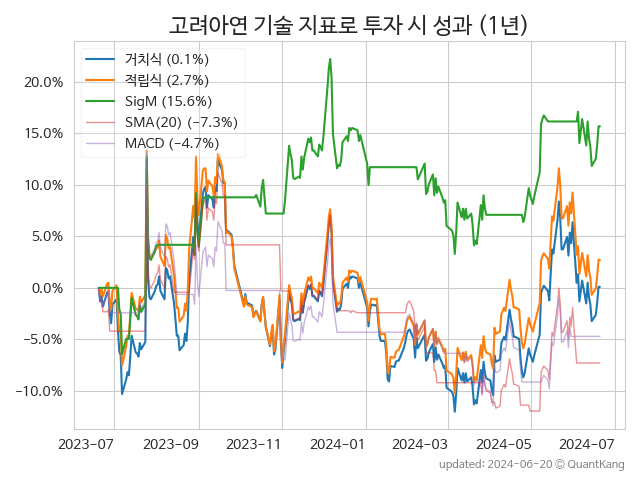 고려아연 기술 지표로 투자 시 성과 (1년)
거치식 (0.1%)
적립식 (2.7%)
SigM (15.6%)
SMA(20) (−7.3%)
MACD (−4.7%)
20.0%
15.0%
10.0%
5.0%
0.0%
−5.0%
−10.0%
2023-07 2023-09 2023-11 2024-01 2024-03 2024-05 2024-07
updated: 2024-06-20 © QuantKang